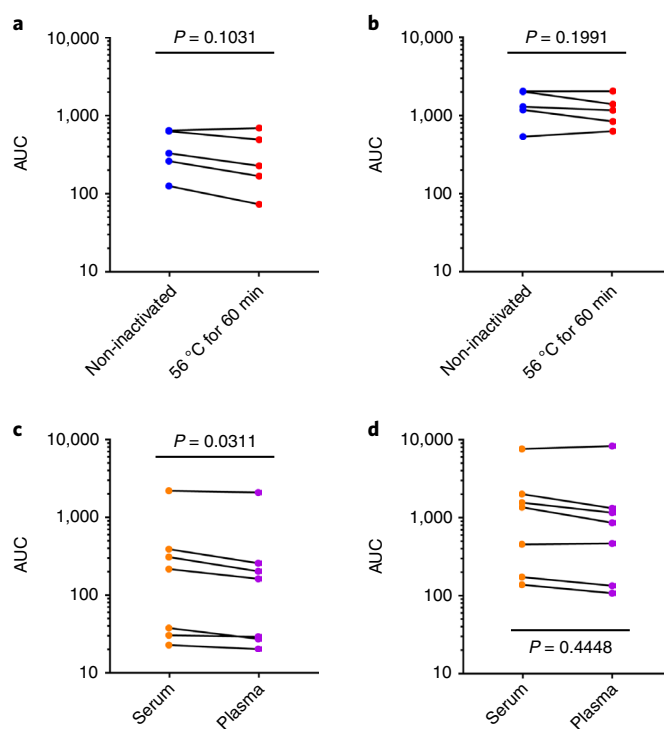 a
10,000
1,000
100
10
AUC
P = 0.1031
Non-inactivated
56 °C for 60 min
b
10,000
1,000
100
10
AUC
P = 0.1991
Non-inactivated
56 °C for 60 min
c
10,000
1,000
100
10
AUC
P = 0.0311
Serum
Plasma
d
10,000
1,000
100
10
AUC
P = 0.4448
Serum
Plasma